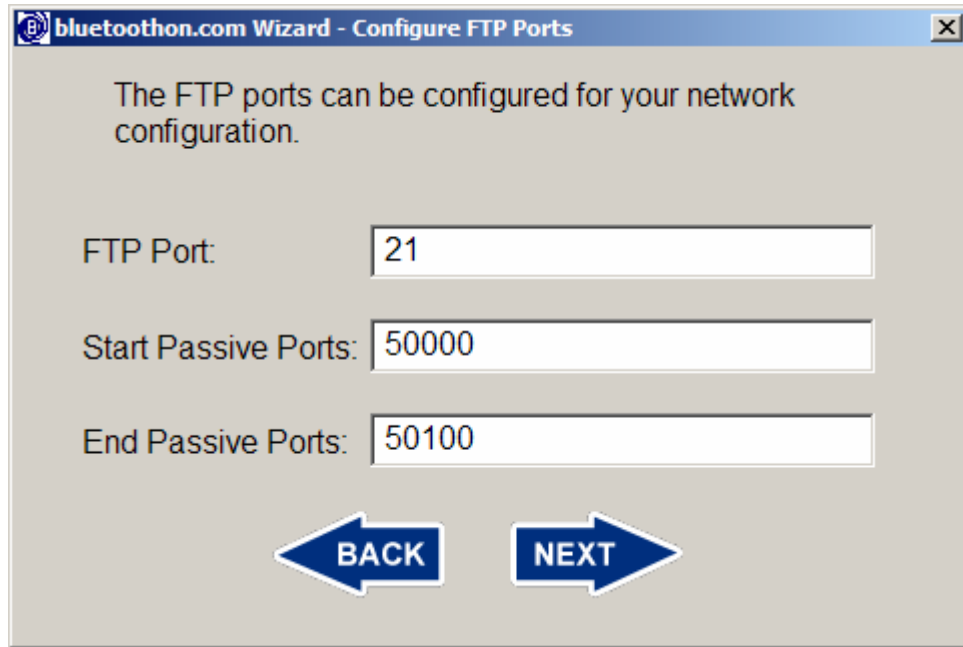 bluetoothon.com Wizard - Configure FTP Ports
The FTP ports can be configured for your network
configuration.
FTP Port: 21
Start Passive Ports: 50000
End Passive Ports: 50100
BACK NEXT